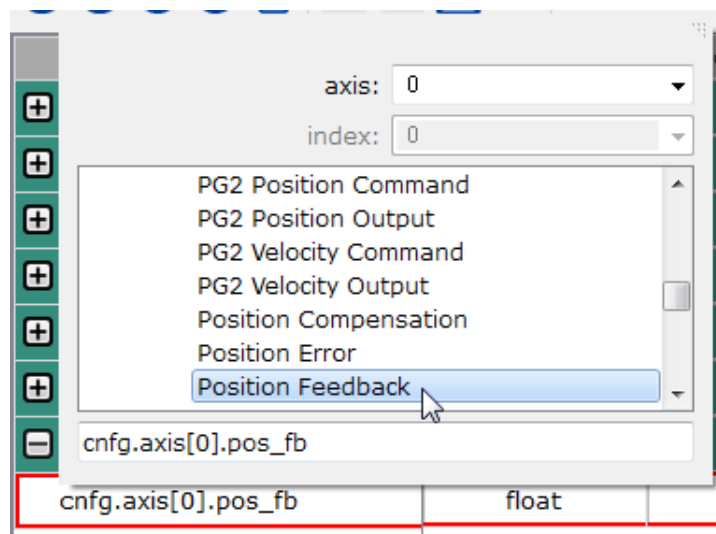 axis: 0
index: 0
PG2 Position Command
PG2 Position Output
PG2 Velocity Command
PG2 Velocity Output
Position Compensation
Position Error
Position Feedback
cnfg.axis[0].pos_fb
cnfg.axis[0].pos_fb float